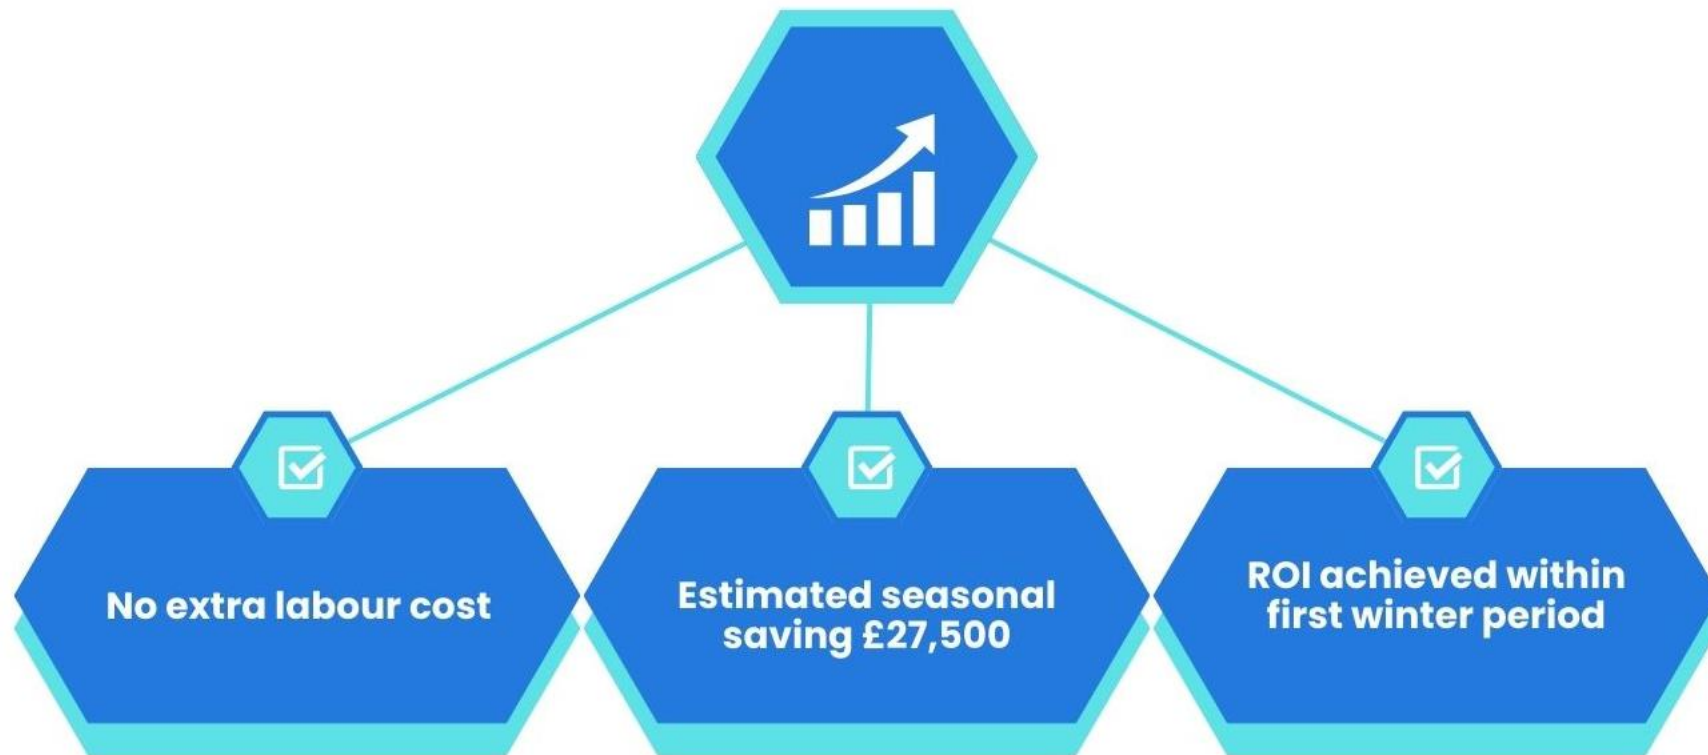 No extra labour cost
Estimated seasonal
saving £27,500
ROI achieved within
first winter period